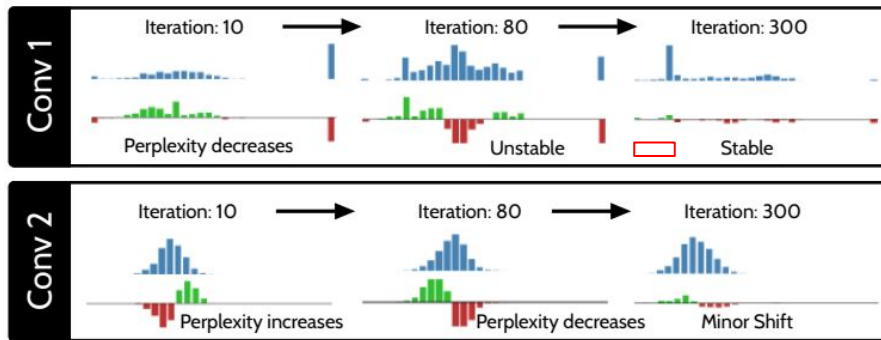 Conv 1
Iteration: 10
Iteration: 80
Iteration: 300
Perplexity decreases
Unstable
Stable
Conv 2
Iteration: 10
Iteration: 80
Iteration: 300
Perplexity increases
Perplexity decreases
Minor Shift